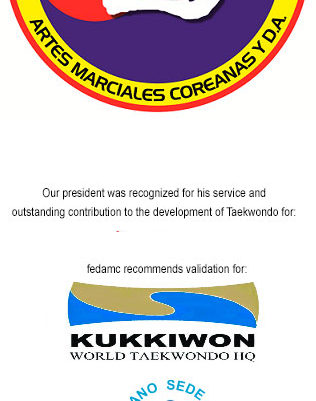 ARTES MARCIALES COREANAS Y D.A.
Our president was recognized for his service and
outstanding contribution to the development of Taekwondo for:
fedamc recommends validation for:
KUKKIWON
WORLD TAEKWONDO HQ
ANO SEDE